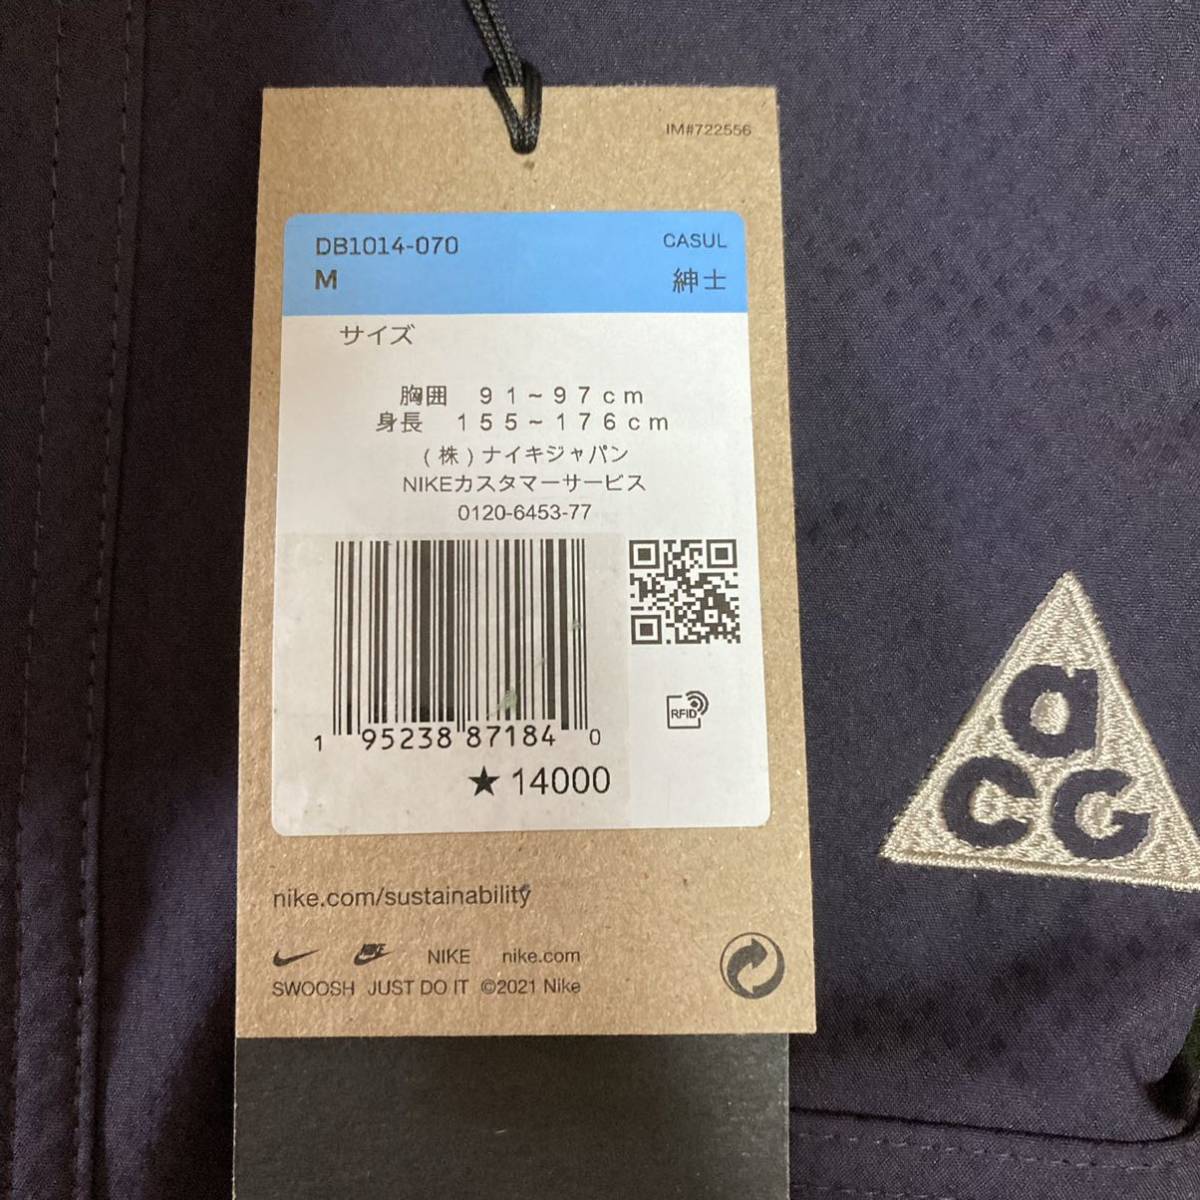 IM#722556
DB1014-070 CASUL
M 紳士
サイズ
胸囲 91~97cm
身長 155~176cm
(株)ナイキジャパン
NIKEカスタマーサービス
0120-6453-77
RFID
1 95238 87184 0
★14000
nike.com/sustainability
NIKE NIKE nike.com
SWOOSH JUST DO IT ©2021 Nike
a
CG